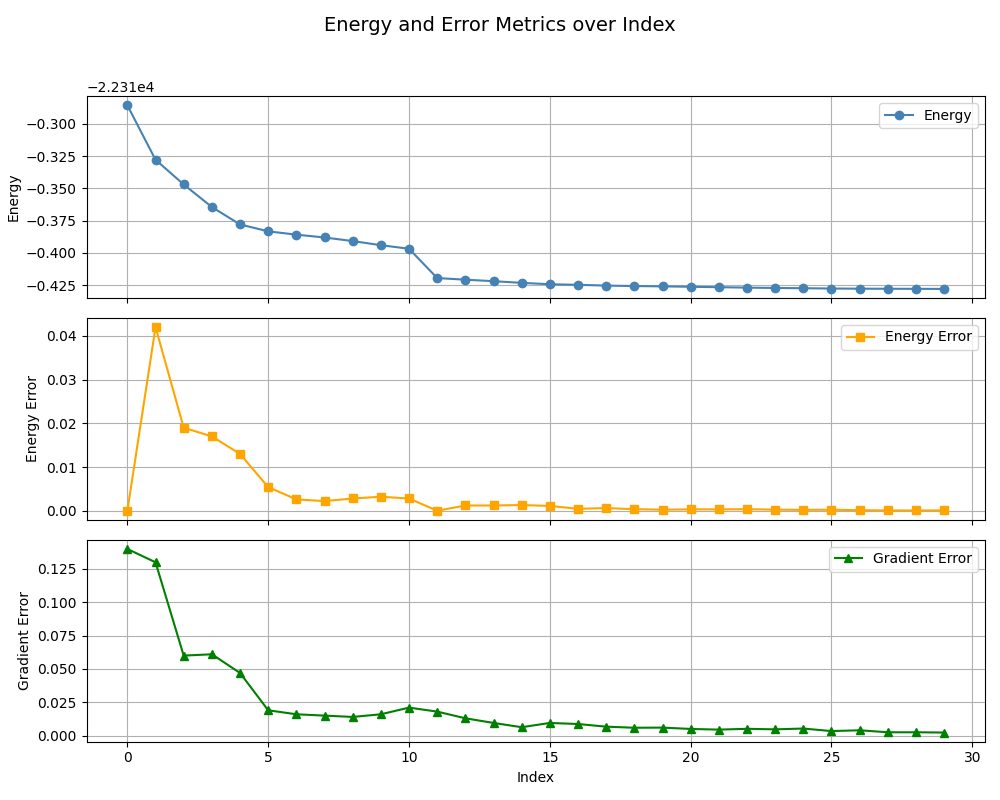 Energy and Error Metrics over Index
−2.231e4
−0.300
−0.325
−0.350
−0.375
−0.400
−0.425
Energy
Energy
0.04
0.03
0.02
0.01
0.00
Energy Error
Energy Error
0.125
0.100
0.075
0.050
0.025
0.000
Gradient Error
Gradient Error
0 5 10 15 20 25 30
Index